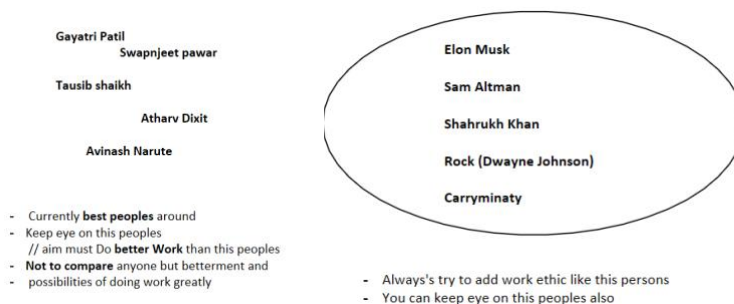 Gayatri Patil
Swapnjeet pawar
Tausib shaikh
Atharv Dixit
Avinash Narute
- Currently best peoples around
- Keep eye on this peoples
// aim must Do better Work than this peoples
- Not to compare anyone but betterment and
- possibilities of doing work greatly
Elon Musk
Sam Altman
Shahrukh Khan
Rock (Dwayne Johnson)
Carryminaty
- Always's try to add work ethic like this persons
- You can keep eye on this peoples also